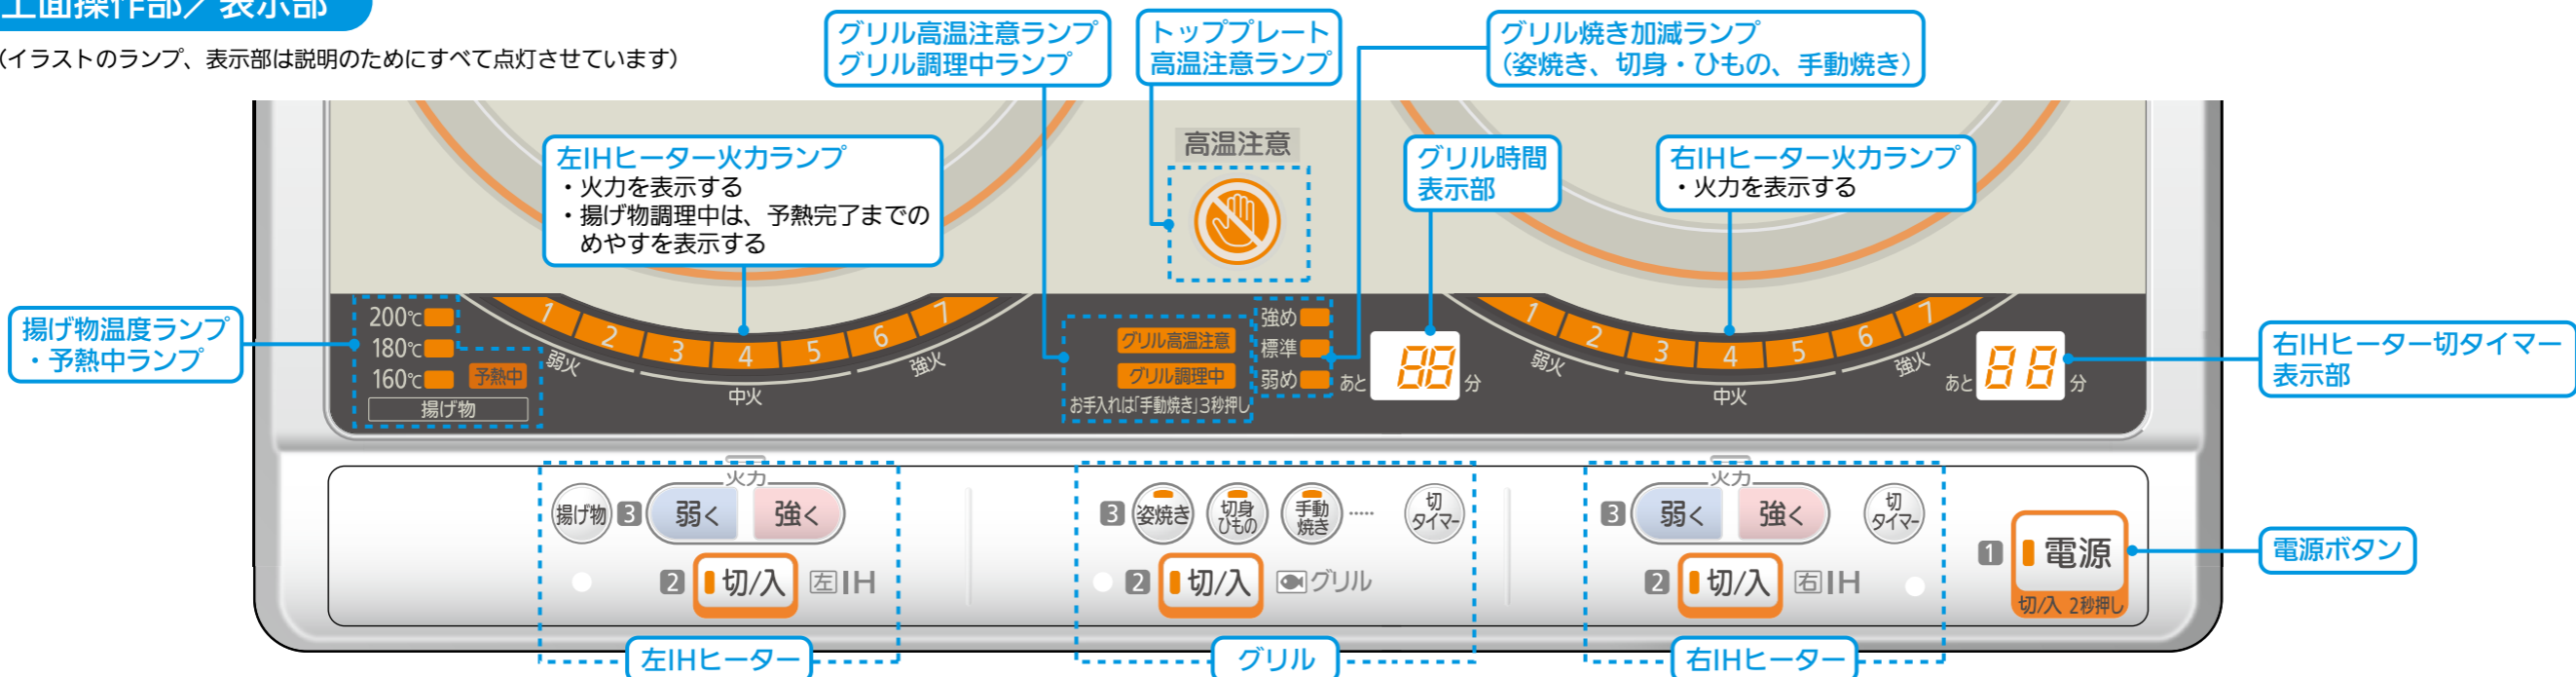 上面操作部／表示部
（イラストのランプ、表示部は説明のためにすべて点灯させています）
グリル高温注意ランプ
グリル調理中ランプ
トッププレート
高温注意ランプ
グリル焼き加減ランプ
（姿焼き、切身・ひもの、手動焼き）
左IHヒーター火力ランプ
・火力を表示する
・揚げ物調理中は、予熱完了までの
めやすを表示する
高温注意
グリル時間
表示部
右IHヒーター火力ランプ
・火力を表示する
揚げ物温度ランプ
・予熱中ランプ
200℃
180℃
160℃
予熱中
揚げ物
1 2 3 4 5 6 7
弱火
中火
強火
グリル高温注意
グリル調理中
お手入れは「手動焼き」3秒押し
強め
標準
弱め
あと 88 分
1 2 3 4 5 6 7
弱火
中火
強火
あと 88 分
右IHヒーター切タイマー
表示部
火力
揚げ物 3 弱く 強く
2 切/入 左IH
左IHヒーター
3 姿焼き 切身ひもの 手動焼き ····· 切タイマー
2 切/入 グリル
グリル
火力
3 弱く 強く 切タイマー
2 切/入 右IH
右IHヒーター
1 電源
切/入 2秒押し
電源ボタン